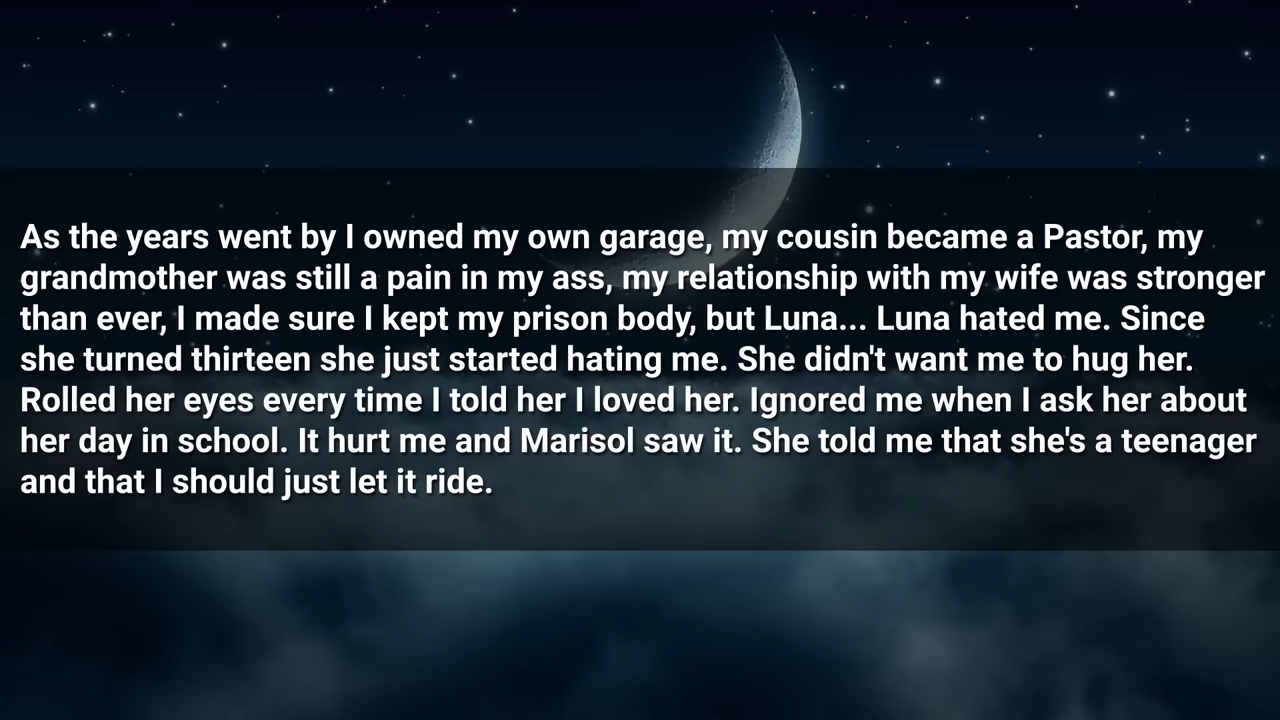 As the years went by I owned my own garage, my cousin became a Pastor, my
grandmother was still a pain in my ass, my relationship with my wife was stronger
than ever, I made sure I kept my prison body, but Luna... Luna hated me. Since
she turned thirteen she just started hating me. She didn't want me to hug her.
Rolled her eyes every time I told her I loved her. Ignored me when I ask her about
her day in school. It hurt me and Marisol saw it. She told me that she's a teenager
and that I should just let it ride.